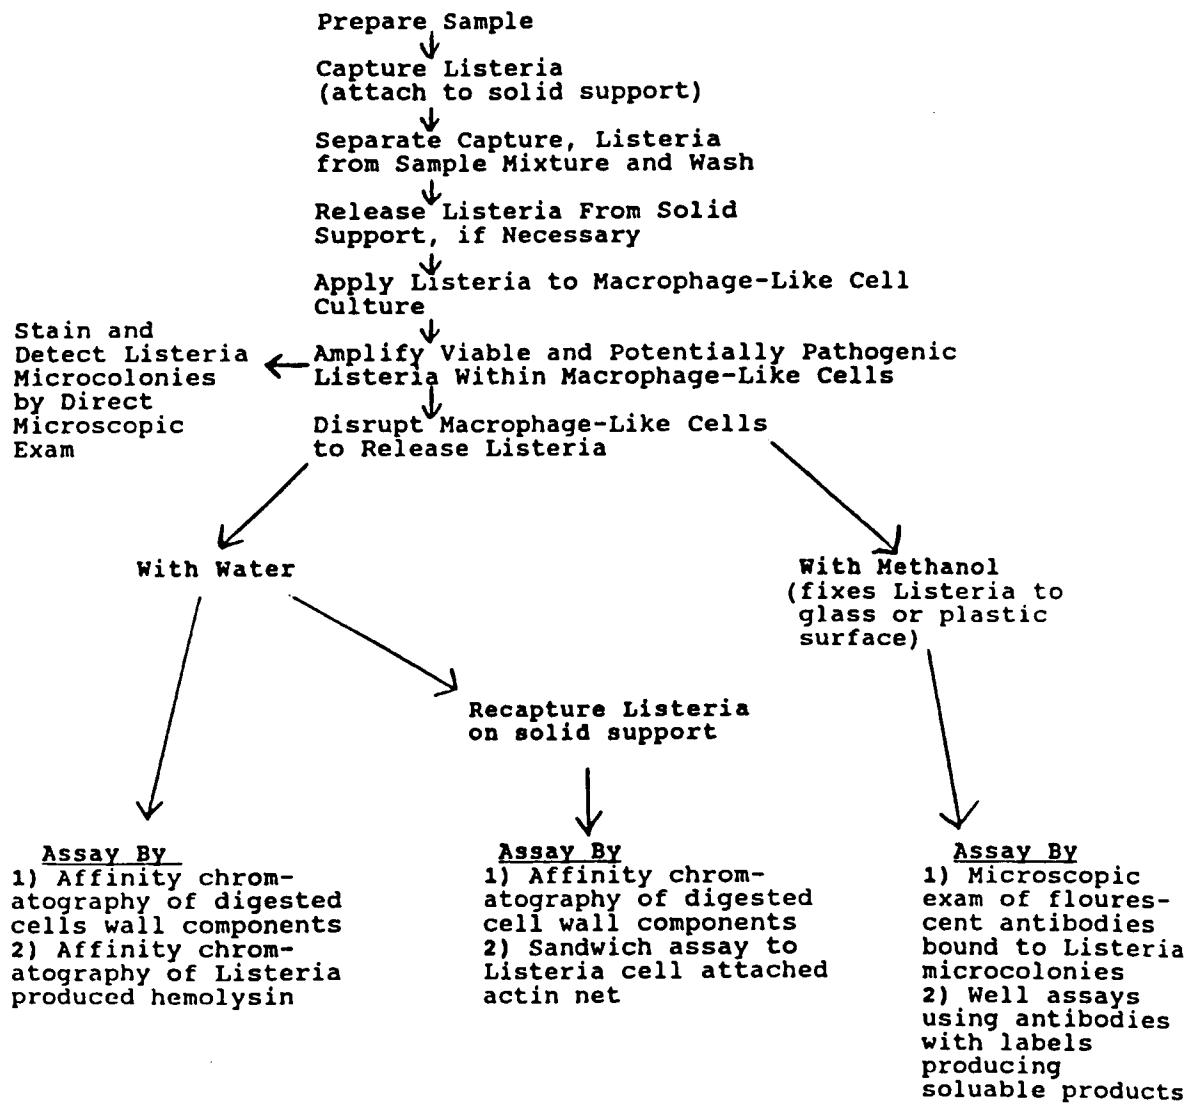 Prepare Sample
Capture Listeria
(attach to solid support)
Separate Capture, Listeria
from Sample Mixture and Wash
Release Listeria From Solid
Support, if Necessary
Apply Listeria to Macrophage-Like Cell
Culture
Stain and
Detect Listeria
Microcolonies
by Direct
Microscopic
Exam
Amplify Viable and Potentially Pathogenic
Listeria Within Macrophage-Like Cells
Disrupt Macrophage-Like Cells
to Release Listeria
With Water
With Methanol
(fixes Listeria to
glass or plastic
surface)
Recapture Listeria
on solid support
Assay By
1) Affinity chrom-
atography of digested
cells wall components
2) Affinity chrom-
atography of Listeria
produced hemolysin
Assay By
1) Affinity chrom-
atography of digested
cell wall components
2) Sandwich assay to
Listeria cell attached
actin net
Assay By
1) Microscopic
exam of floures-
cent antibodies
bound to Listeria
microcolonies
2) Well assays
using antibodies
with labels
producing
soluable products